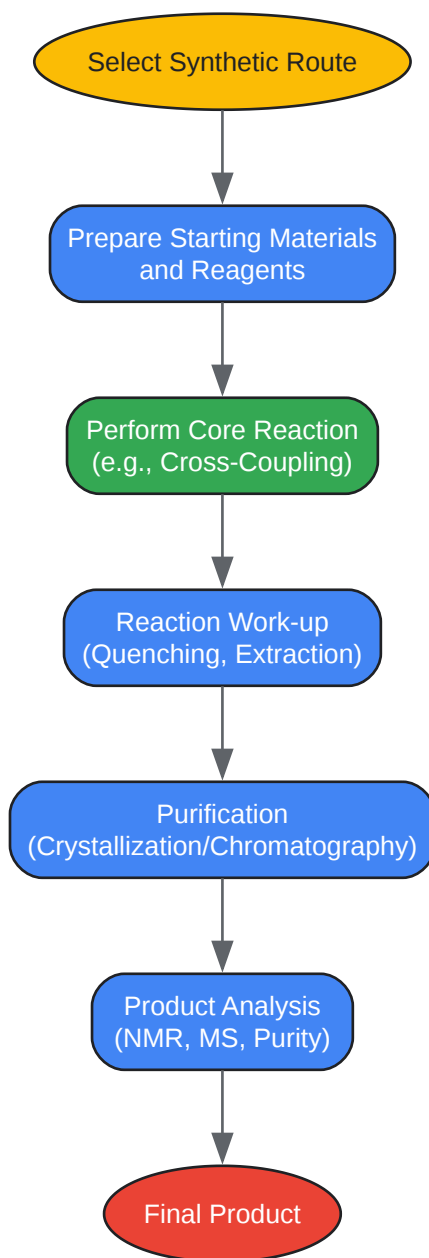 Select Synthetic Route
Prepare Starting Materials
and Reagents
Perform Core Reaction
(e.g., Cross-Coupling)
Reaction Work-up
(Quenching, Extraction)
Purification
(Crystallization/Chromatography)
Product Analysis
(NMR, MS, Purity)
Final Product